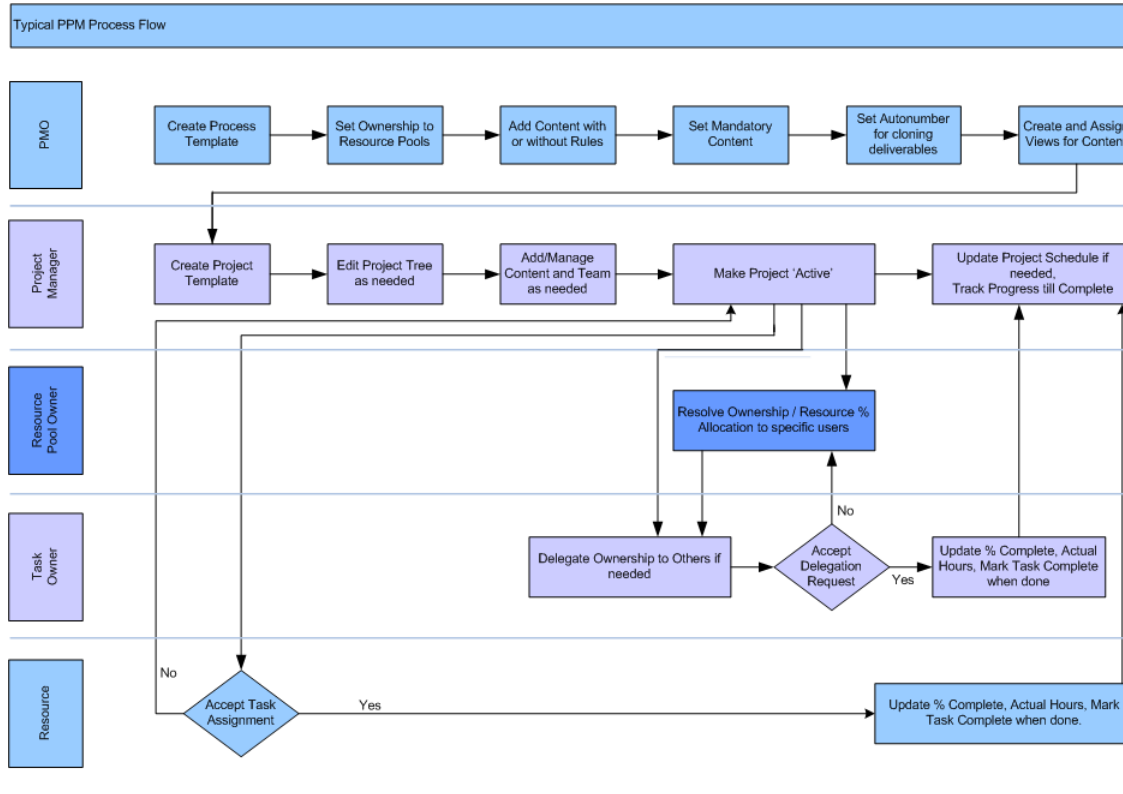 Typical PPM Process Flow
PMO
Create Process
Template
Set Ownership to
Resource Pools
Add Content with
or without Rules
Set Mandatory
Content
Set Autonumber
for cloning
deliverables
Create and Assig
Views for Conten
Project
Manager
Create Project
Template
Edit Project Tree
as needed
Add/Manage
Content and Team
as needed
Make Project 'Active'
Update Project Schedule if
needed,
Track Progress till Complete
Resource
Pool Owner
Resolve Ownership / Resource %
Allocation to specific users
No
Task
Owner
Delegate Ownership to Others if
needed
Accept
Delegation
Request
Yes
Update % Complete, Actual
Hours, Mark Task Complete
when done
Resource
No
Accept Task
Assignment
Yes
Update % Complete, Actual Hours, Mark
Task Complete when done.